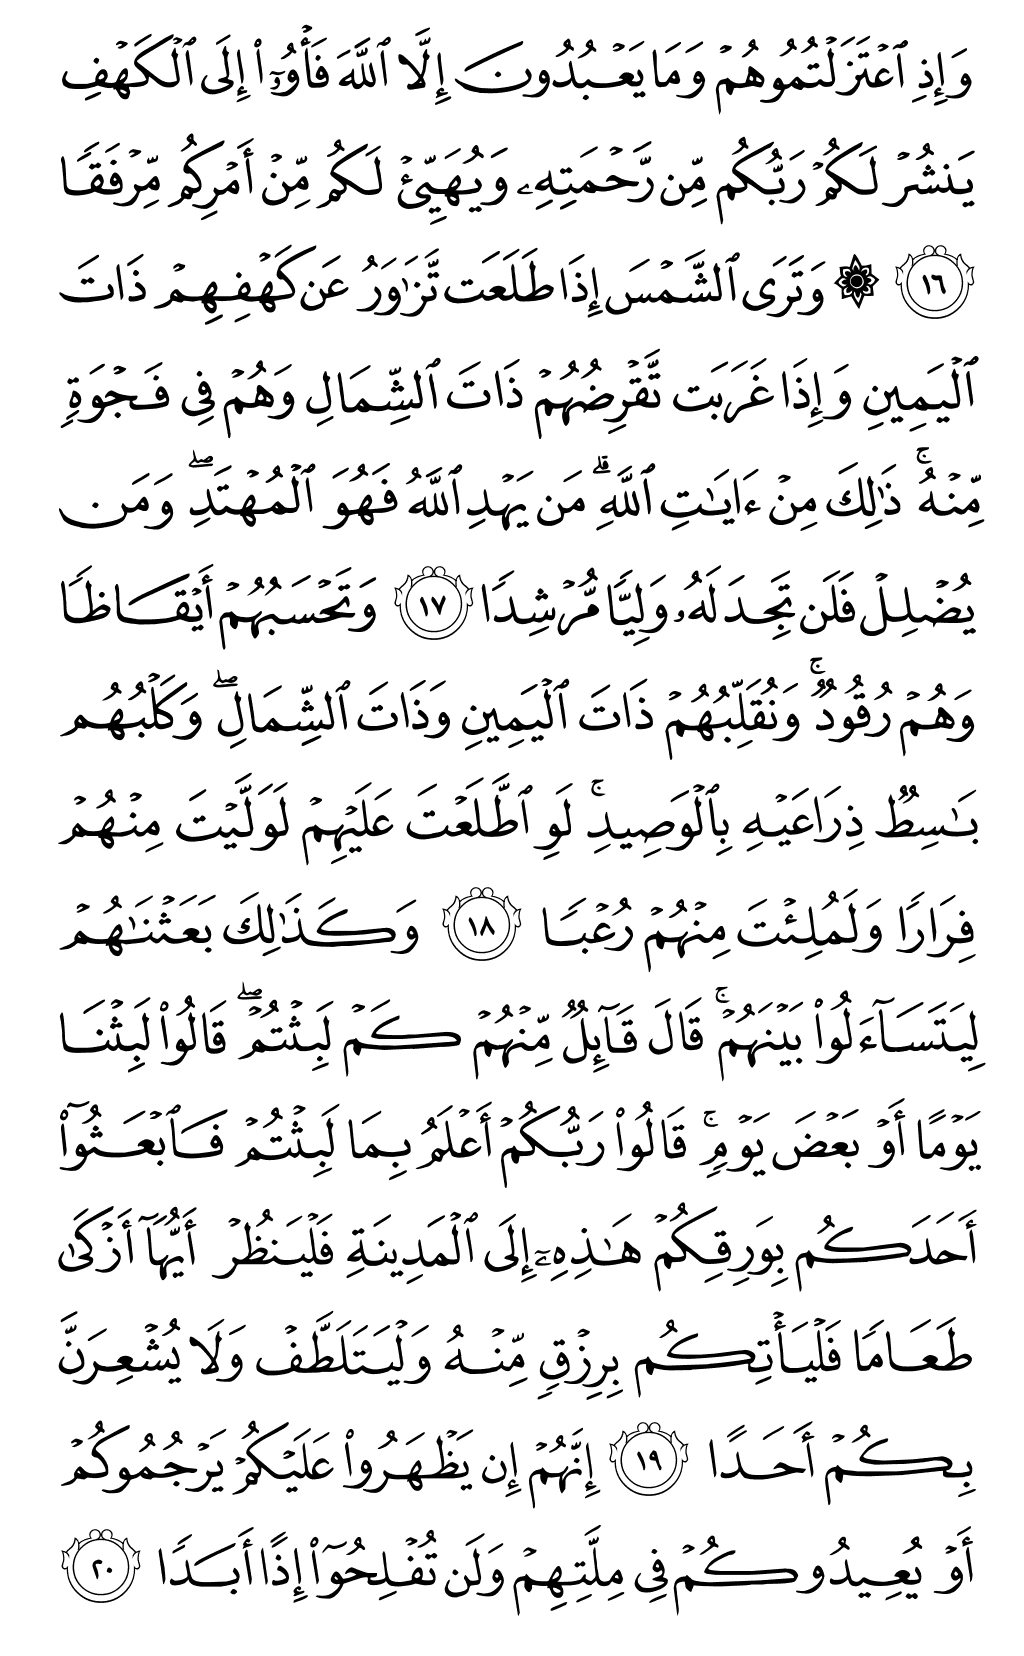 وَإِذِ ٱعۡتَزَلۡتُمُوهُمۡ وَمَا يَعۡبُدُونَ إِلَّا ٱللَّهَ فَأۡوُۥٓاْ إِلَى ٱلۡكَهۡفِ
يَنشُرۡ لَكُمۡ رَبُّكُم مِّن رَّحۡمَتِهِۦ وَيُهَيِّئۡ لَكُم مِّنۡ أَمۡرِكُم مِّرۡفَقٗا
١٦ ۞ وَتَرَى ٱلشَّمۡسَ إِذَا طَلَعَت تَّزَٰوَرُ عَن كَهۡفِهِمۡ ذَاتَ
ٱلۡيَمِينِ وَإِذَا غَرَبَت تَّقۡرِضُهُمۡ ذَاتَ ٱلشِّمَالِ وَهُمۡ فِي فَجۡوَةٖ
مِّنۡهُۚ ذَٰلِكَ مِنۡ ءَايَٰتِ ٱللَّهِۗ مَن يَهۡدِ ٱللَّهُ فَهُوَ ٱلۡمُهۡتَدِۖ وَمَن
يُضۡلِلۡ فَلَن تَجِدَ لَهُۥ وَلِيّٗا مُّرۡشِدٗا ١٧ وَتَحۡسَبُهُمۡ أَيۡقَاظٗا
وَهُمۡ رُقُودٞۚ وَنُقَلِّبُهُمۡ ذَاتَ ٱلۡيَمِينِ وَذَاتَ ٱلشِّمَالِۖ وَكَلۡبُهُم
بَٰسِطٞ ذِرَاعَيۡهِ بِٱلۡوَصِيدِۚ لَوِ ٱطَّلَعۡتَ عَلَيۡهِمۡ لَوَلَّيۡتَ مِنۡهُمۡ
فِرَارٗا وَلَمُلِئۡتَ مِنۡهُمۡ رُعۡبٗا ١٨ وَكَذَٰلِكَ بَعَثۡنَٰهُمۡ
لِيَتَسَآءَلُواْ بَيۡنَهُمۡۚ قَالَ قَآئِلٞ مِّنۡهُمۡ كَمۡ لَبِثۡتُمۡۖ قَالُواْ لَبِثۡنَا
يَوۡمًا أَوۡ بَعۡضَ يَوۡمٖۚ قَالُواْ رَبُّكُمۡ أَعۡلَمُ بِمَا لَبِثۡتُمۡ فَٱبۡعَثُوٓاْ
أَحَدَكُم بِوَرِقِكُمۡ هَٰذِهِۦٓ إِلَى ٱلۡمَدِينَةِ فَلۡيَنظُرۡ أَيُّهَآ أَزۡكَىٰ
طَعَامٗا فَلۡيَأۡتِكُم بِرِزۡقٖ مِّنۡهُ وَلۡيَتَلَطَّفۡ وَلَا يُشۡعِرَنَّ
بِكُمۡ أَحَدًا ١٩ إِنَّهُمۡ إِن يَظۡهَرُواْ عَلَيۡكُمۡ يَرۡجُمُوكُمۡ
أَوۡ يُعِيدُوكُمۡ فِي مِلَّتِهِمۡ وَلَن تُفۡلِحُوٓاْ إِذًا أَبَدٗا ٢٠